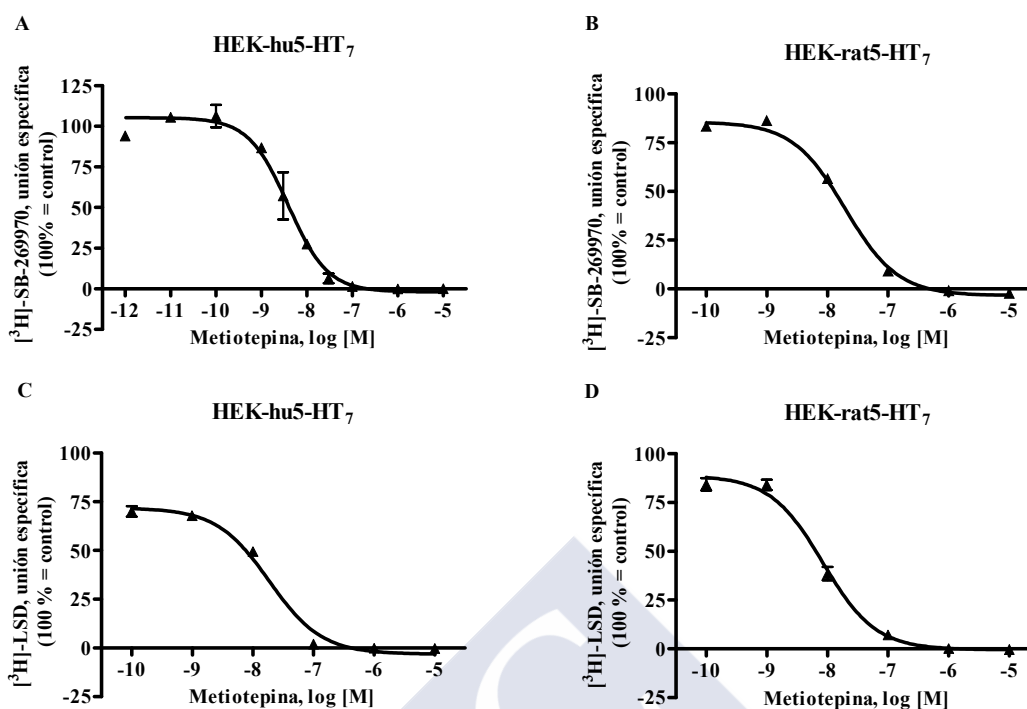 A
HEK-hu5-HT7
[3H]-SB-269970, unión específica
(100% = control)
125
100
75
50
25
0
-25
-12 -11 -10 -9 -8 -7 -6 -5
Metiotepina, log [M]
B
HEK-rat5-HT7
[3H]-SB-269970, unión específica
(100% = control)
100
75
50
25
0
-25
-10 -9 -8 -7 -6 -5
Metiotepina, log [M]
C
HEK-hu5-HT7
[3H]-LSD, unión específica
(100 % = control)
100
75
50
25
0
-25
-10 -9 -8 -7 -6 -5
Metiotepina, log [M]
D
HEK-rat5-HT7
[3H]-LSD, unión específica
(100 % = control)
100
75
50
25
0
-25
-10 -9 -8 -7 -6 -5
Metiotepina, log [M]